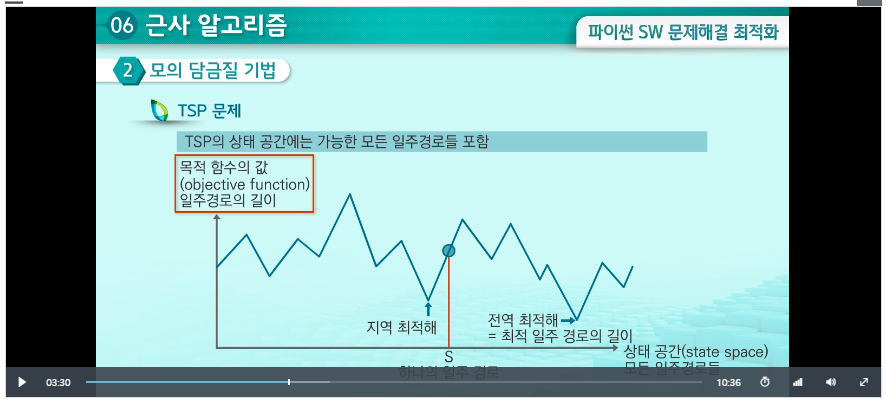 06 근사 알고리즘
파이썬 SW 문제해결 최적화
2 모의 담금질 기법
TSP 문제
TSP의 상태 공간에는 가능한 모든 일주경로들 포함
목적 함수의 값
(objective function)
일주경로의 길이
지역 최적해
전역 최적해
= 최적 일주 경로의 길이
S
하나의 일주 경로
상태 공간(state space)
모든 일주경로들
03:30
10:36